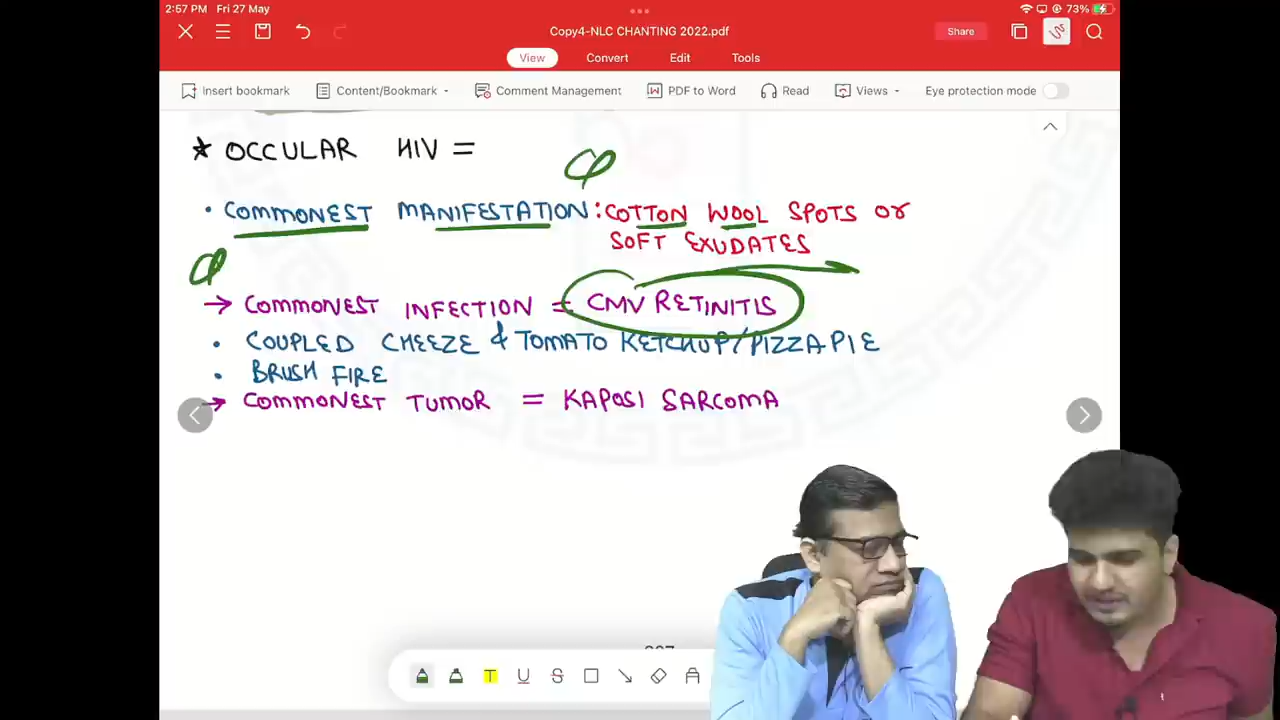 2:57 PM Fri 27 May
73%
Copy4-NLC CHANTING 2022.pdf
Share
View Convert Edit Tools
Insert bookmark Content/Bookmark Comment Management PDF to Word Read Views Eye protection mode
★ OCCULAR HIV =
• COMMONEST MANIFESTATION : COTTON WOOL SPOTS OR
SOFT EXUDATES
→ COMMONEST INFECTION = CMV RETINITIS
• COUPLED CHEEZE & TOMATO KETCHUP/PIZZA PIE
• BRUSH FIRE
→ COMMONEST TUMOR = KAPOSI SARCOMA